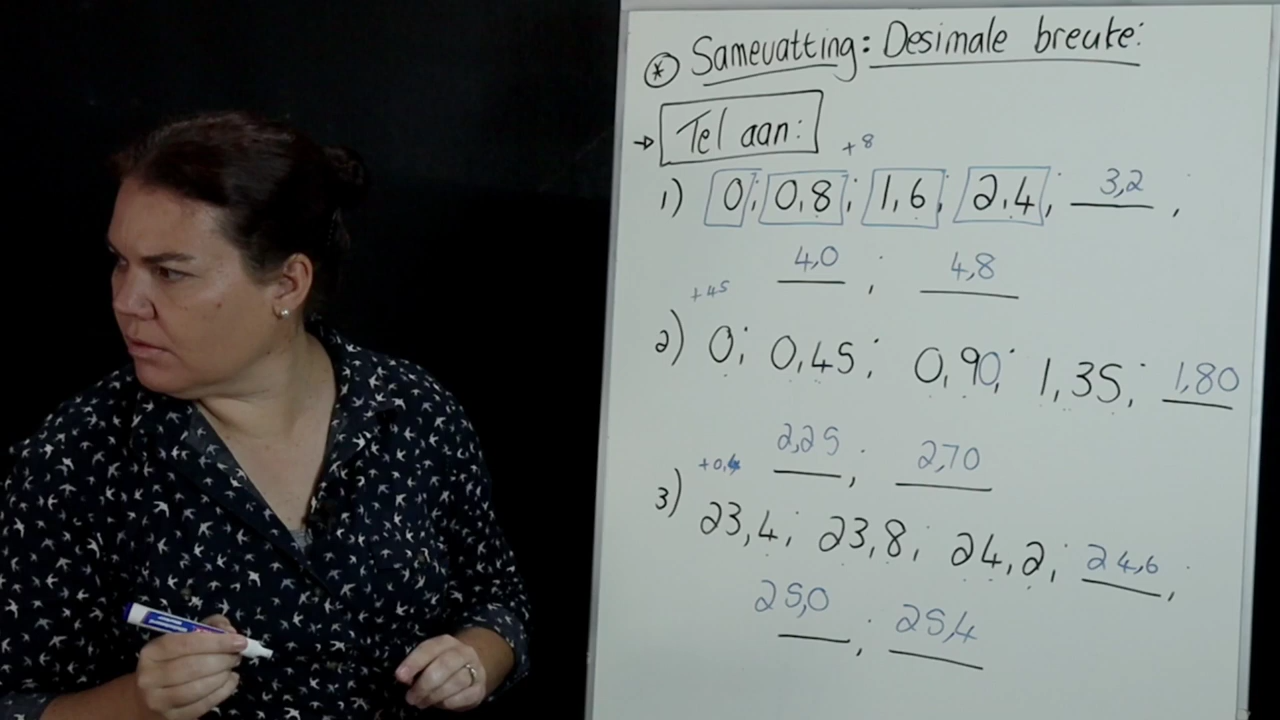 * Samevatting: Desimale breuke:
→ Tel aan:
+8
1) 0; 0,8; 1,6; 2,4; 3,2;
4,0; 4,8
+45
2) 0; 0,45; 0,90; 1,35; 1,80
2,25; 2,70
+0,4
3) 23,4; 23,8; 24,2; 24,6;
25,0; 25,4